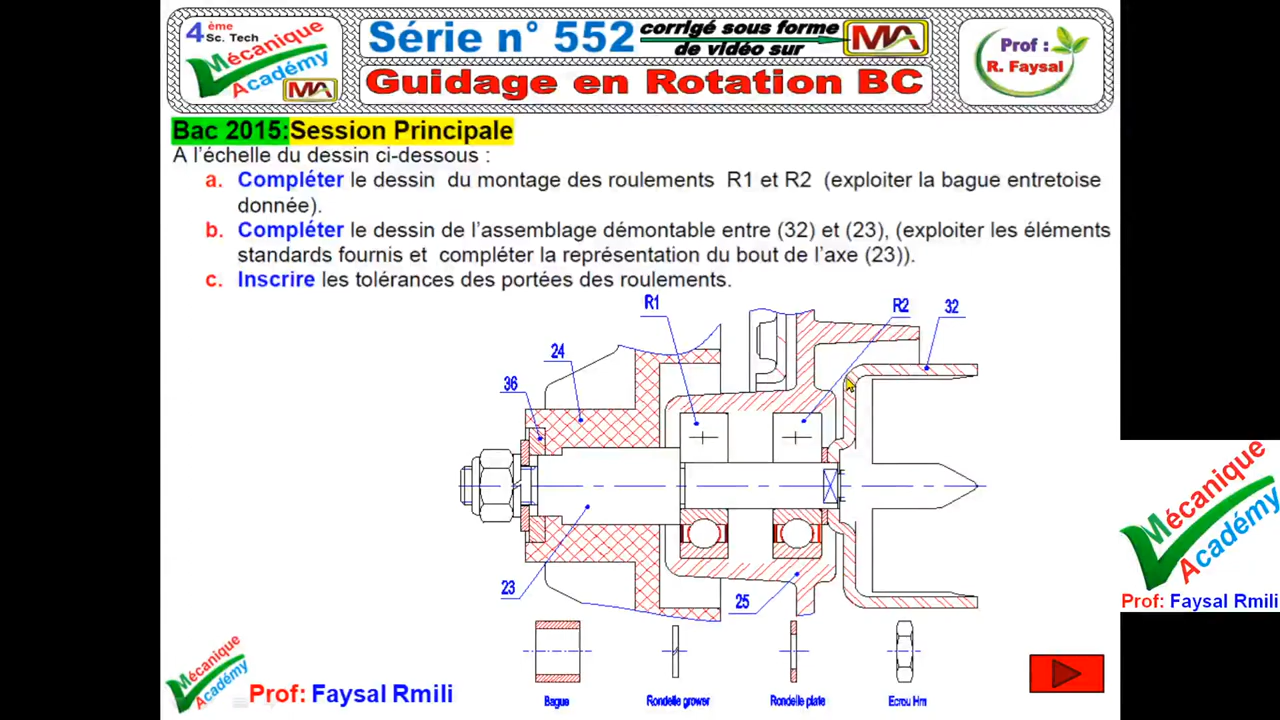 4 ème
Sc. Tech
Mécanique
Académy
MA
Série n° 552
corrigé sous forme
de vidéo sur
MA
Guidage en Rotation BC
Prof :
R. Faysal
Bac 2015:Session Principale
A l'échelle du dessin ci-dessous :
a. Compléter le dessin du montage des roulements R1 et R2 (exploiter la bague entretoise
donnée).
b. Compléter le dessin de l'assemblage démontable entre (32) et (23), (exploiter les éléments
standards fournis et compléter la représentation du bout de l'axe (23)).
c. Inscrire les tolérances des portées des roulements.
R1
R2
32
24
36
23
25
Bague
Rondelle grower
Rondelle plate
Ecrou Hm
Mécanique
Académy
Prof: Faysal Rmili
Mécanique
Académy
Prof: Faysal Rmili